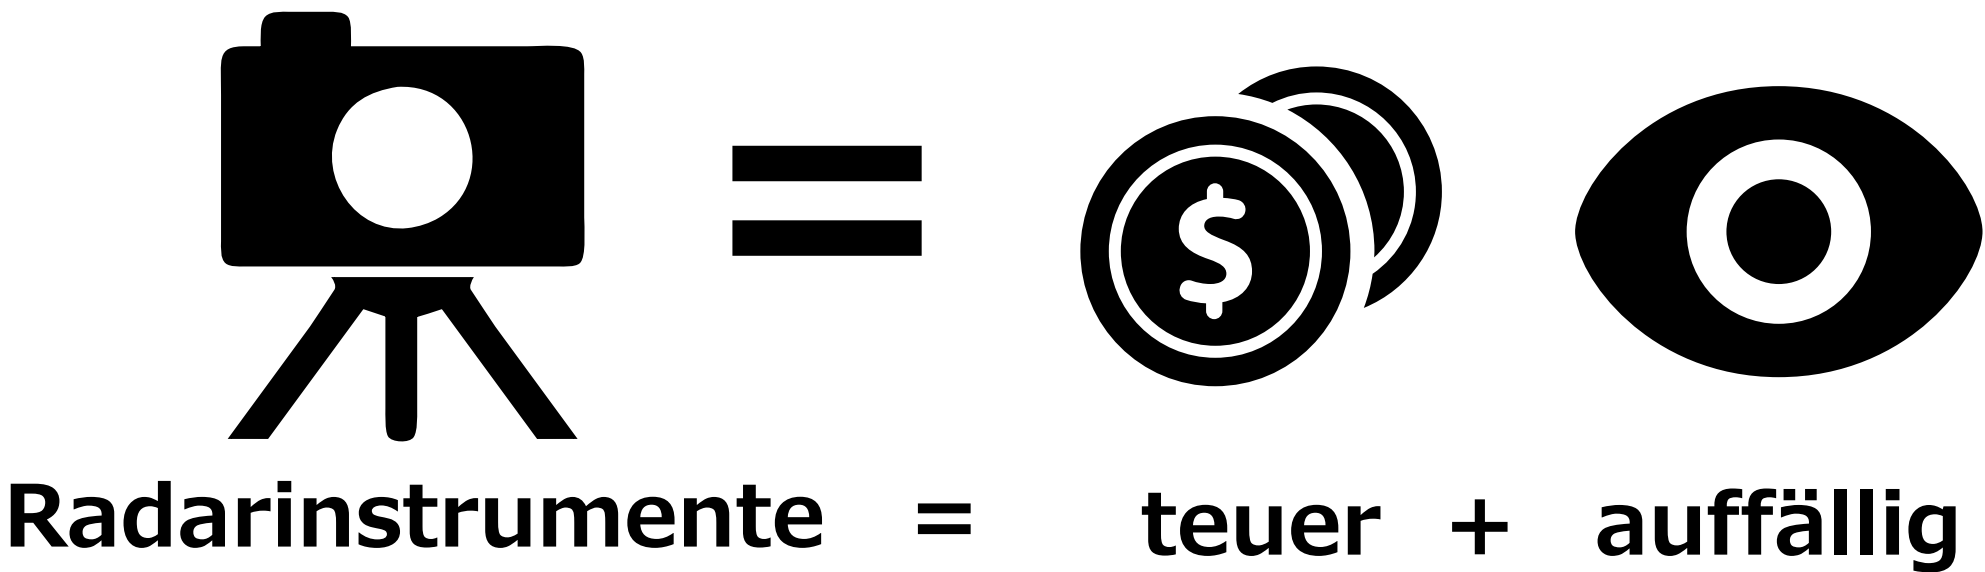 $
Radarinstrumente = teuer + auffällig